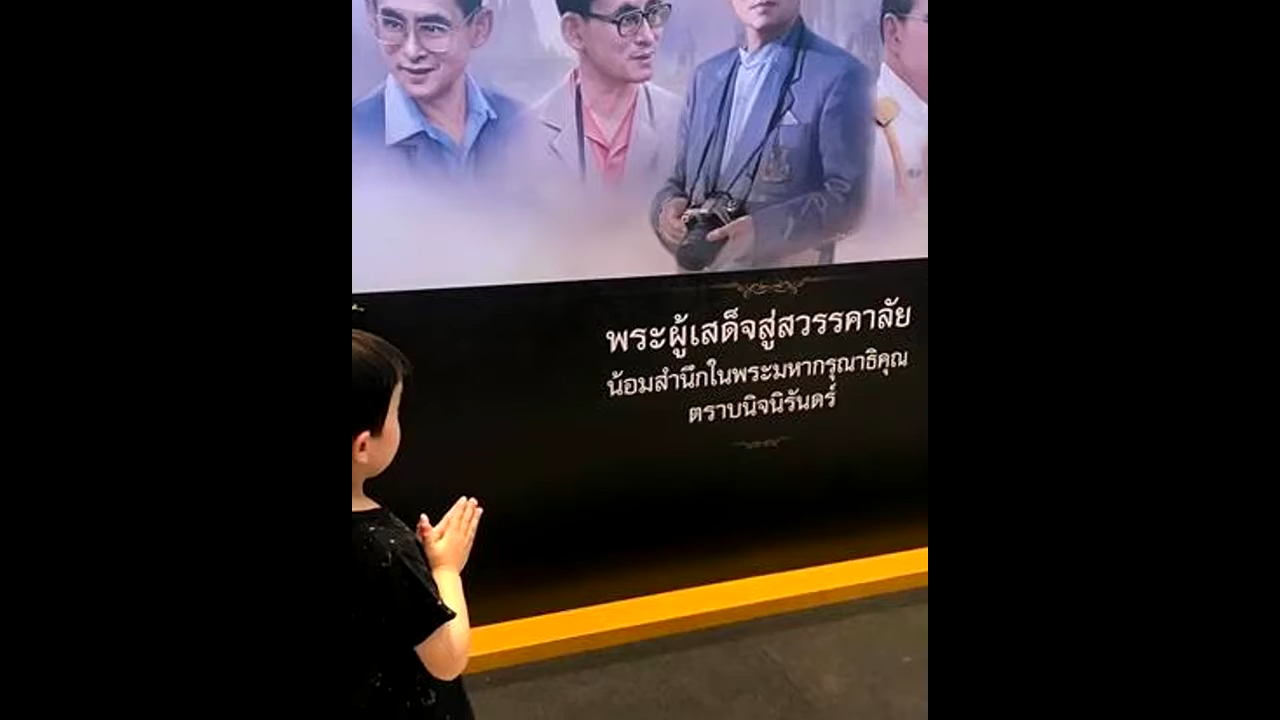 พระผู้เสด็จสู่สวรรคาลัย
น้อมสำนึกในพระมหากรุณาธิคุณ
ตราบนิจนิรันดร์